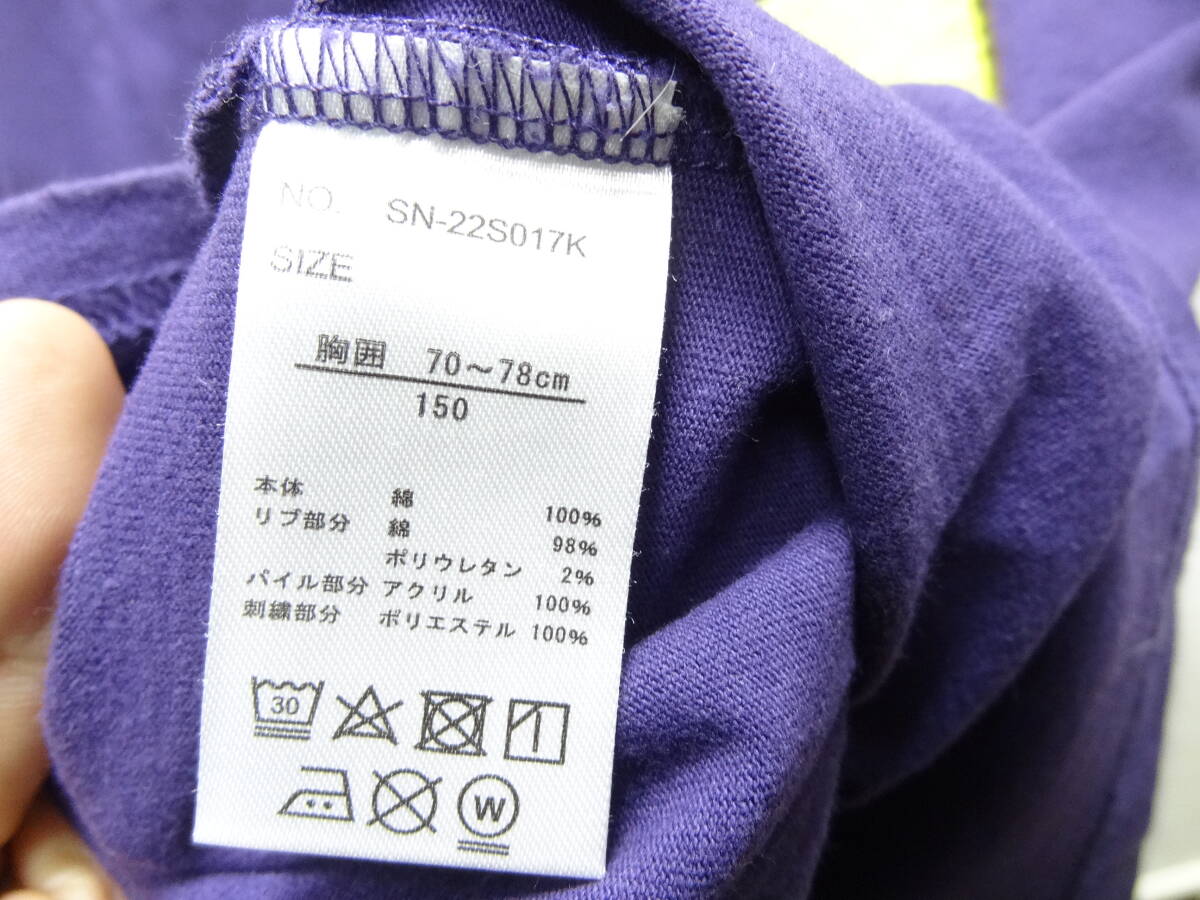 NO. SN-22S017K
SIZE
胸囲 70～78cm
150
本体 綿 100%
リブ部分 綿 98%
ポリウレタン 2%
パイル部分 アクリル 100%
刺繍部分 ポリエステル 100%
30
W